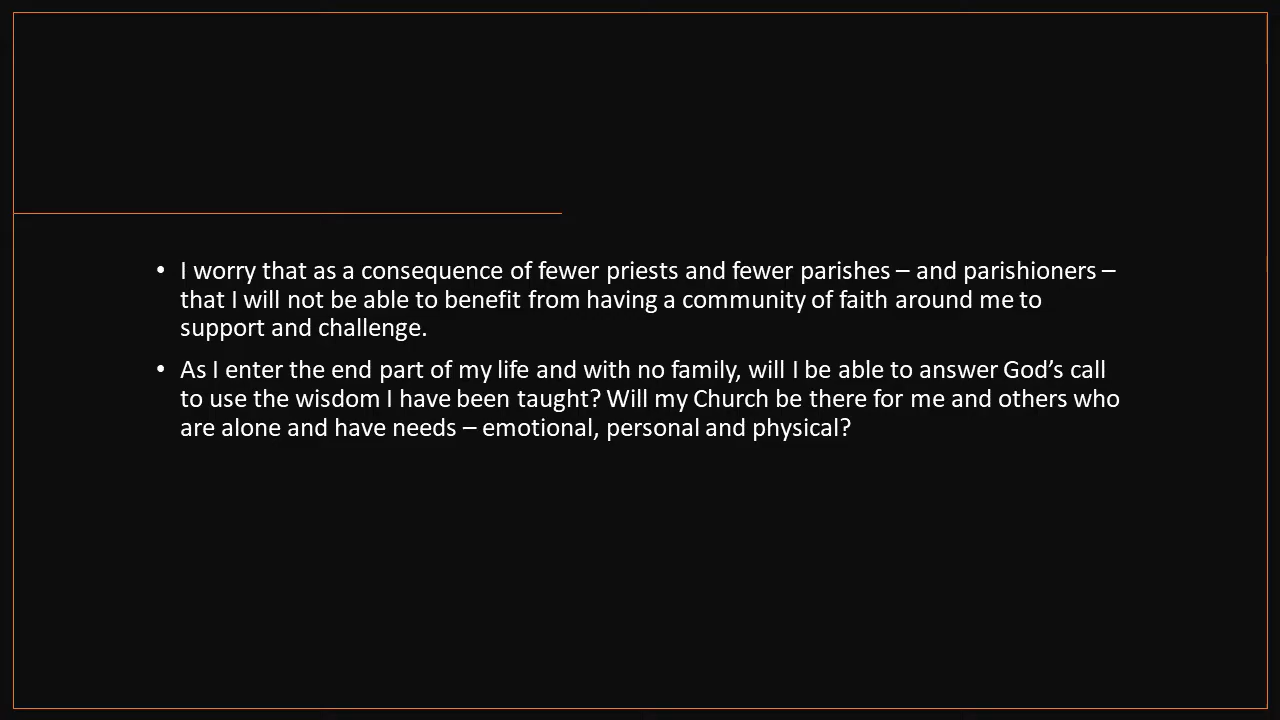 • I worry that as a consequence of fewer priests and fewer parishes – and parishioners –
that I will not be able to benefit from having a community of faith around me to
support and challenge.
• As I enter the end part of my life and with no family, will I be able to answer God’s call
to use the wisdom I have been taught? Will my Church be there for me and others who
are alone and have needs – emotional, personal and physical?